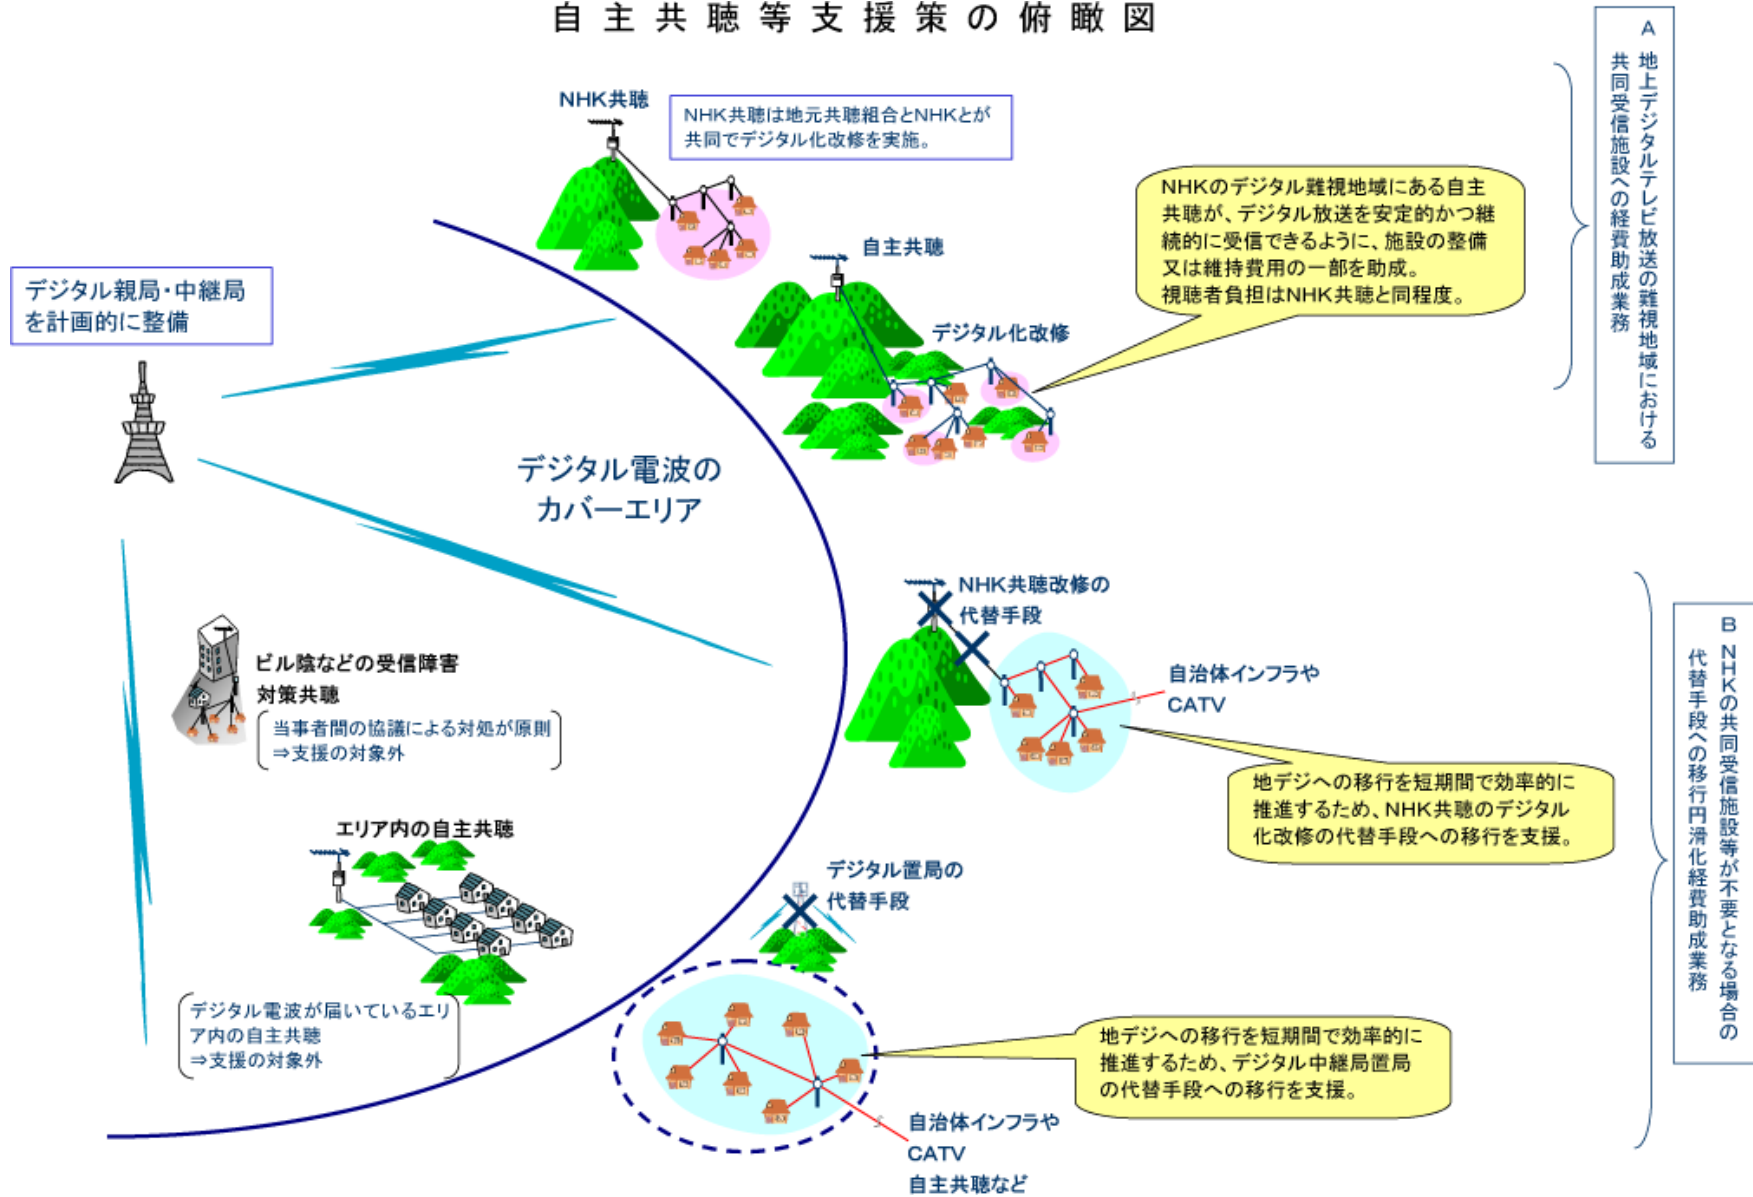 自主共聴等支援策の俯瞰図
NHK共聴
NHK共聴は地元共聴組合とNHKとが
共同でデジタル化改修を実施。
A 地上デジタルテレビ放送の難視地域における
共同受信施設への経費助成業務
NHKのデジタル難視地域にある自主
共聴が、デジタル放送を安定的かつ継
続的に受信できるように、施設の整備
又は維持費用の一部を助成。
視聴者負担はNHK共聴と同程度。
自主共聴
デジタル化改修
デジタル親局・中継局
を計画的に整備
デジタル電波の
カバーエリア
NHK共聴改修の
代替手段
自治体インフラや
CATV
B NHKの共同受信施設等が不要となる場合の
代替手段への移行円滑化経費助成業務
地デジへの移行を短期間で効率的に
推進するため、NHK共聴のデジタル
化改修の代替手段への移行を支援。
ビル陰などの受信障害
対策共聴
当事者間の協議による対処が原則
⇒支援の対象外
エリア内の自主共聴
デジタル電波が届いているエリ
ア内の自主共聴
⇒支援の対象外
デジタル置局の
代替手段
地デジへの移行を短期間で効率的に
推進するため、デジタル中継局置局
の代替手段への移行を支援。
自治体インフラや
CATV
自主共聴など